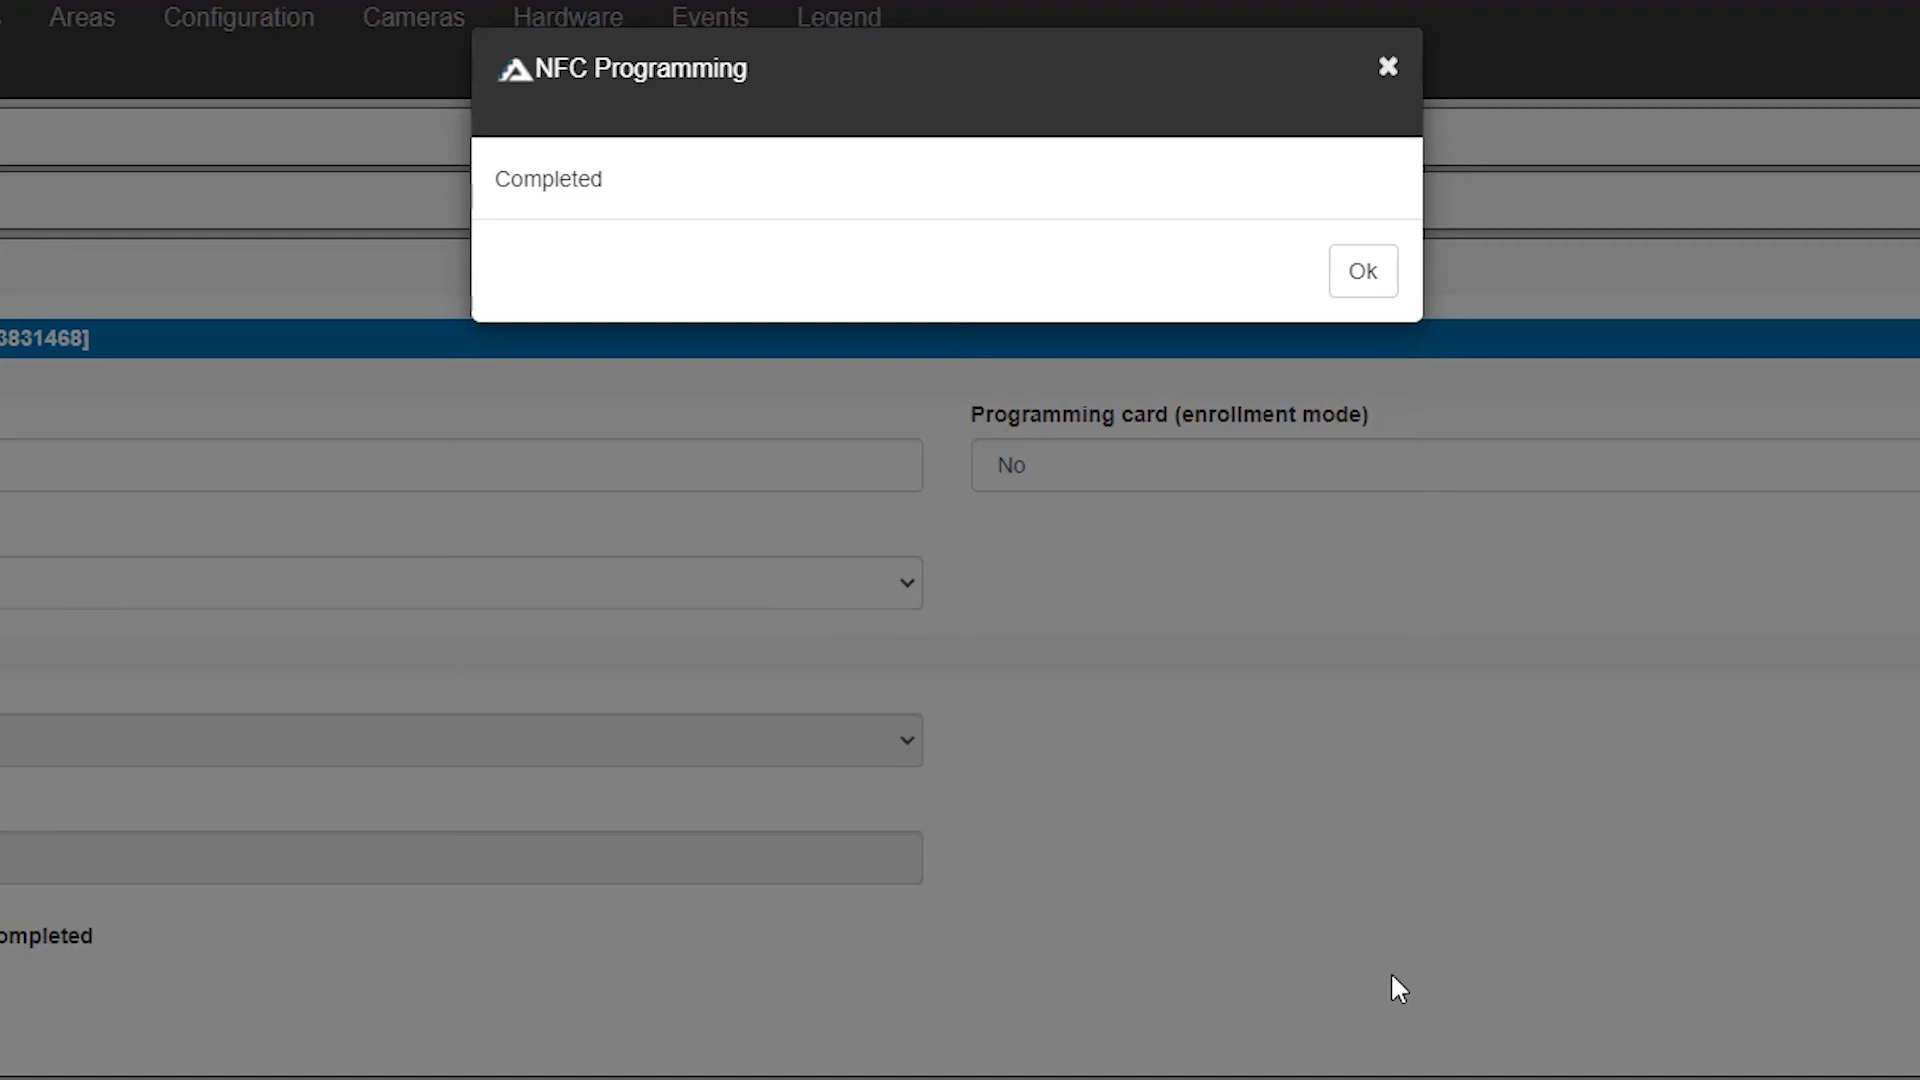 Areas Configuration Cameras Hardware Events Legend
NFC Programming
Completed
Ok
3831468]
Programming card (enrollment mode)
No
ompleted